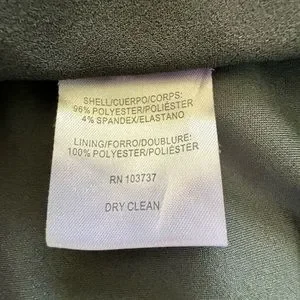 SHELL/CUERPO/CORPS:
96% POLYESTER/POLIÉSTER
4% SPANDEX/ELASTANO
LINING/FORRO/DOUBLURE:
100% POLYESTER/POLIÉSTER
RN 103737
DRY CLEAN